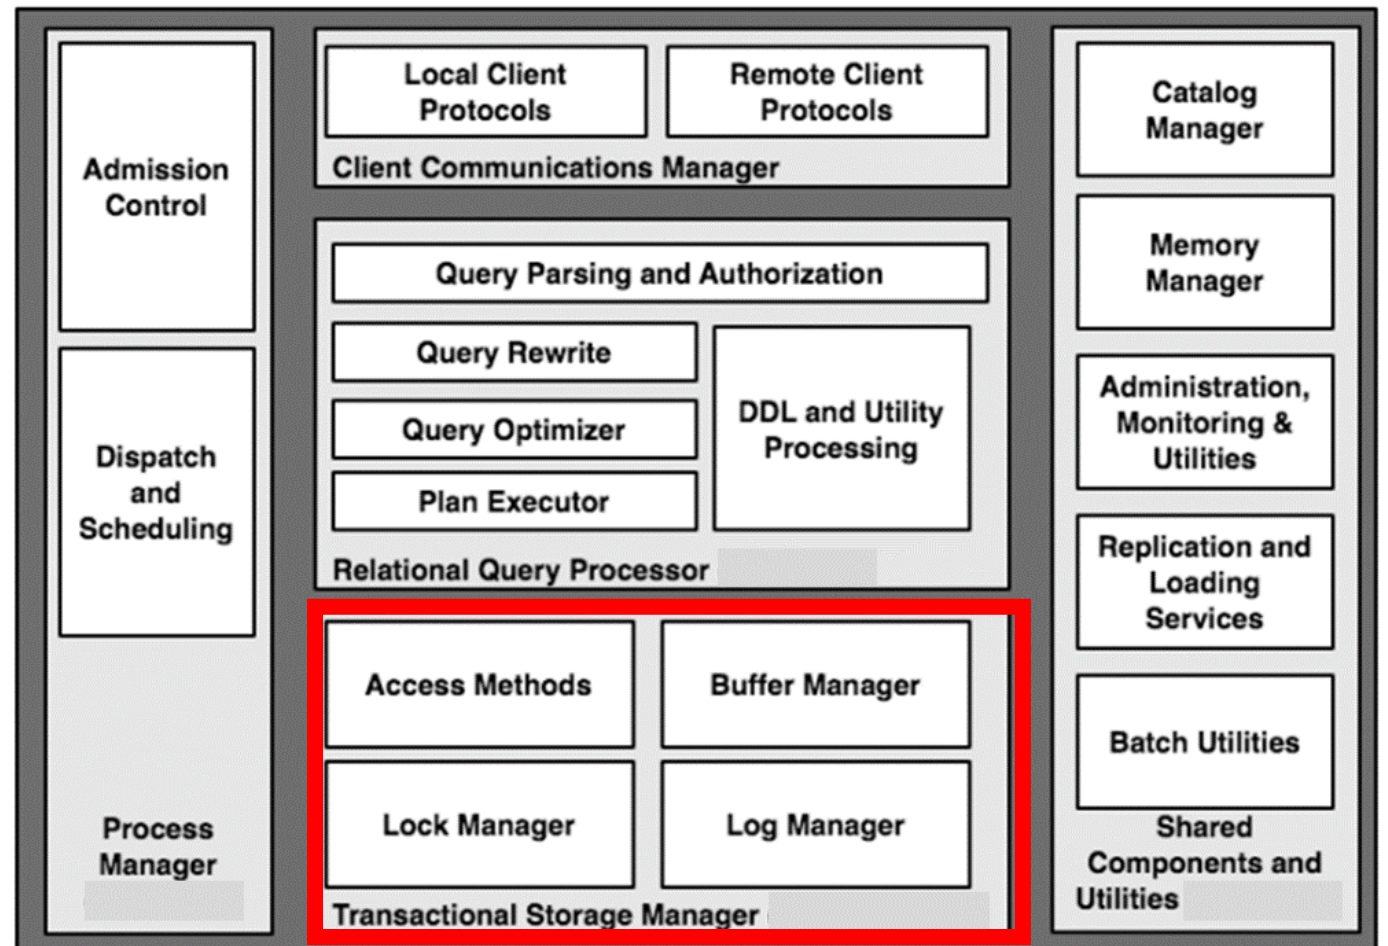 Admission
Control
Dispatch
and
Scheduling
Process
Manager
Local Client
Protocols
Remote Client
Protocols
Client Communications Manager
Query Parsing and Authorization
Query Rewrite
Query Optimizer
Plan Executor
DDL and Utility
Processing
Relational Query Processor
Access Methods
Buffer Manager
Lock Manager
Log Manager
Transactional Storage Manager
Catalog
Manager
Memory
Manager
Administration,
Monitoring &
Utilities
Replication and
Loading
Services
Batch Utilities
Shared
Components and
Utilities